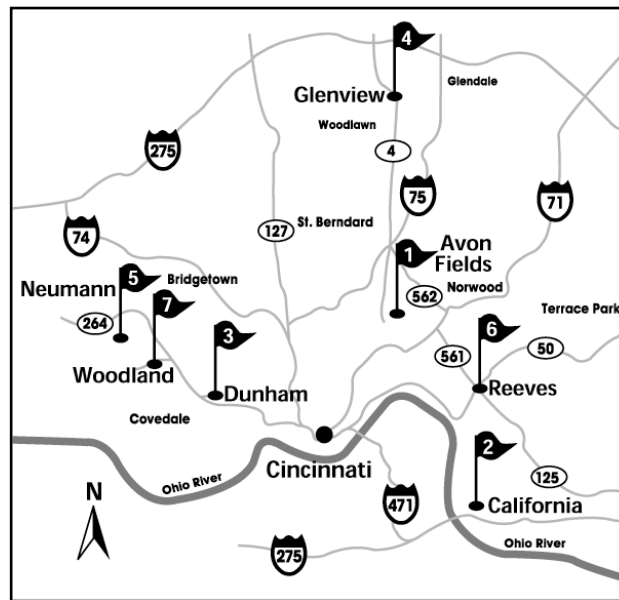 4
Glenview
Glendale
Woodlawn
275
4
75
71
74
127
St. Berndard
1
Avon
Fields
5
Neumann
Bridgetown
562
Norwood
7
264
3
6
Terrace Park
561
50
Woodland
Dunham
Reeves
Covedale
Cincinnati
2
Ohio River
125
N
471
California
275
Ohio River